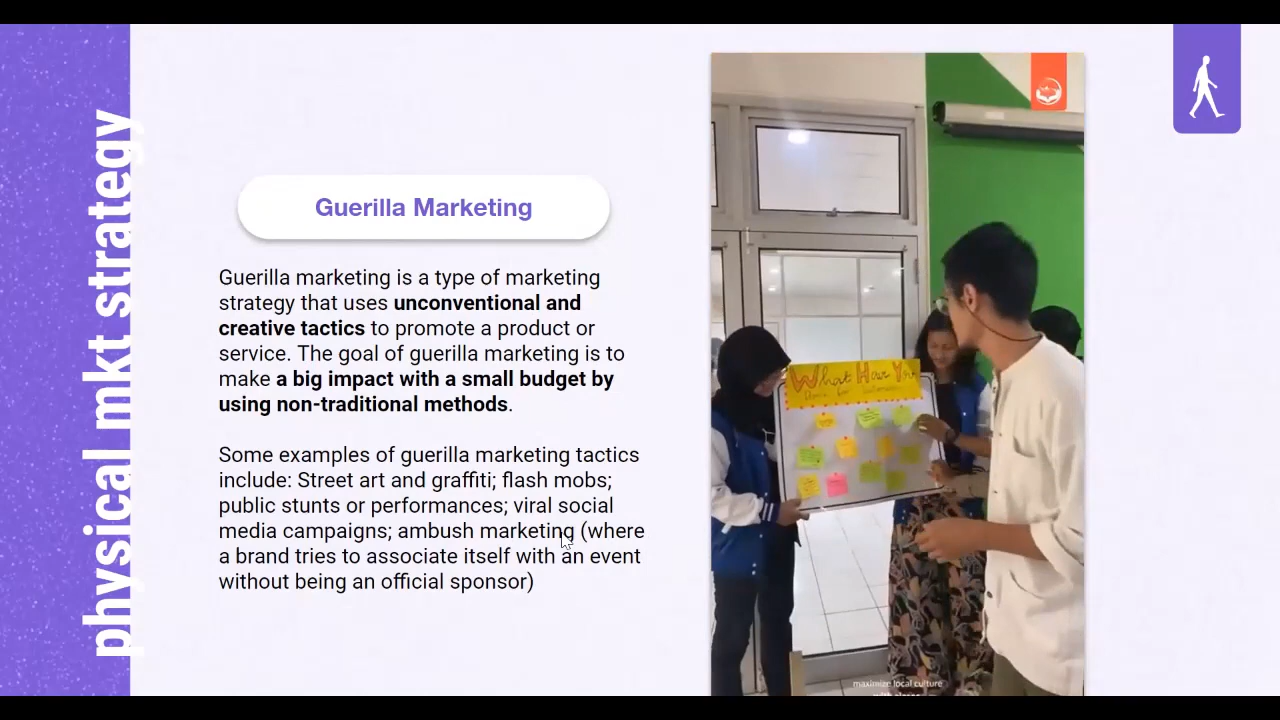 physical mkt strategy
Guerilla Marketing
Guerilla marketing is a type of marketing
strategy that uses unconventional and
creative tactics to promote a product or
service. The goal of guerilla marketing is to
make a big impact with a small budget by
using non-traditional methods.
Some examples of guerilla marketing tactics
include: Street art and graffiti; flash mobs;
public stunts or performances; viral social
media campaigns; ambush marketing (where
a brand tries to associate itself with an event
without being an official sponsor)
What Hav You
maximize local culture